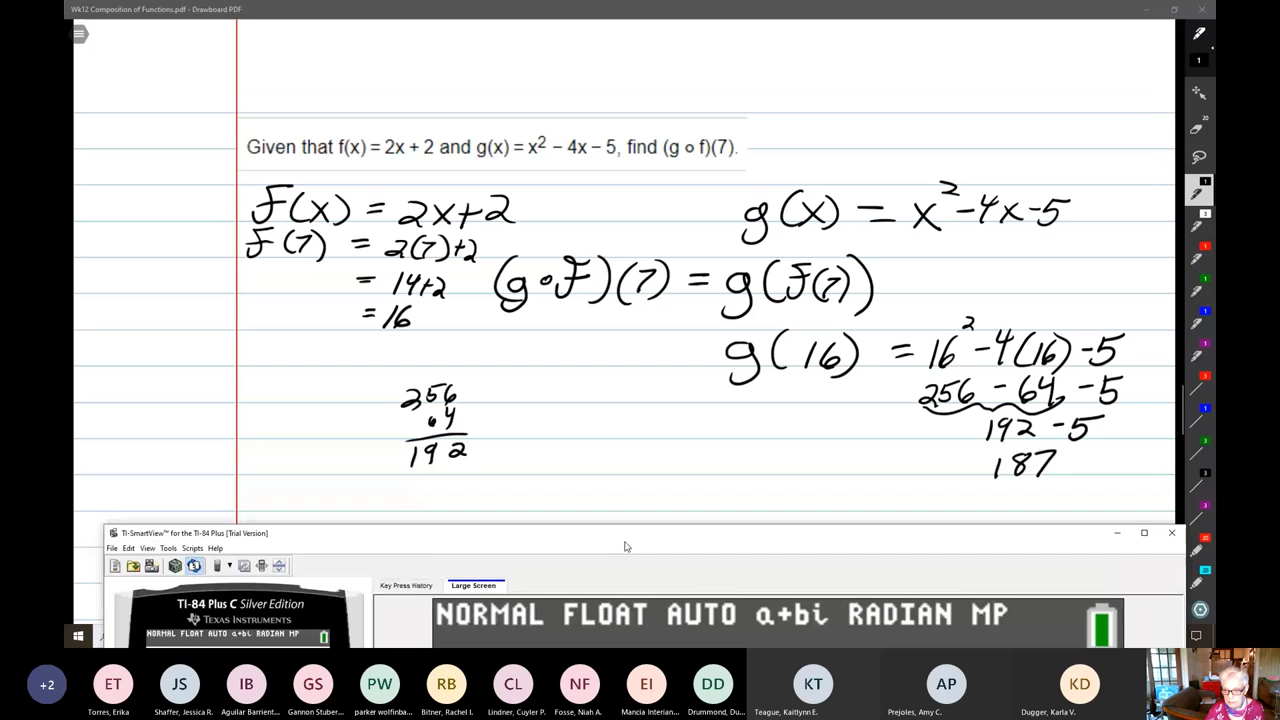 Wk12 Composition of Functions.pdf - Drawboard PDF
1
Given that f(x) = 2x + 2 and g(x) = x² − 4x − 5, find (g ∘ f)(7).
F(x) = 2x+2
g(x) = x² -4x -5
F(7) = 2(7)+2
= 14+2
(g∘F)(7) = g(F(7))
= 16
g(16) = 16² -4(16) -5
256 - 64 -5
256
64
192
192 -5
187
TI-SmartView™ for the TI-84 Plus [Trial Version]
File Edit View Tools Scripts Help
Key Press History Large Screen
TI-84 Plus C Silver Edition
TEXAS INSTRUMENTS
NORMAL FLOAT AUTO a+bi RADIAN MP
NORMAL FLOAT AUTO a+bi RADIAN MP
+2 ET JS IB GS PW RB CL NF EI DD KT AP KD
Torres, Erika
Shaffer, Jessica R.
Aguilar Barrient...
Gannon Stuber...
parker wolfinba...
Bitner, Rachel I.
Lindner, Cuyler P.
Fosse, Niah A.
Mancia Interian...
Drummond, Du...
Teague, Kaitlynn E.
Prejoles, Amy C.
Dugger, Karla V.